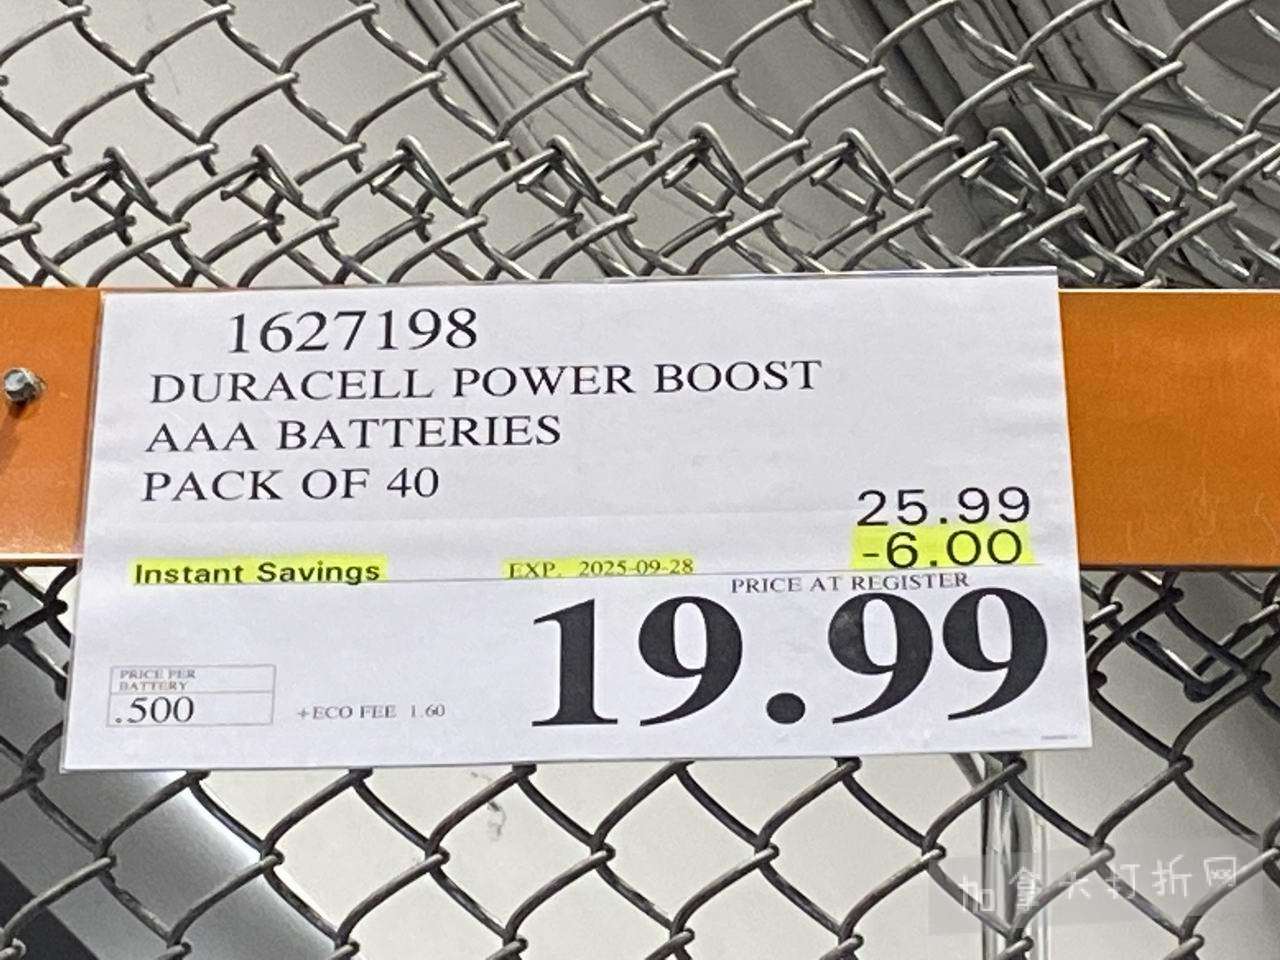 1627198
DURACELL POWER BOOST
AAA BATTERIES
PACK OF 40
25.99
-6.00
Instant Savings EXP. 2025-09-28
PRICE AT REGISTER
19.99
PRICE PER
BATTERY
.500
+ECO FEE 1.60
加拿大打折网